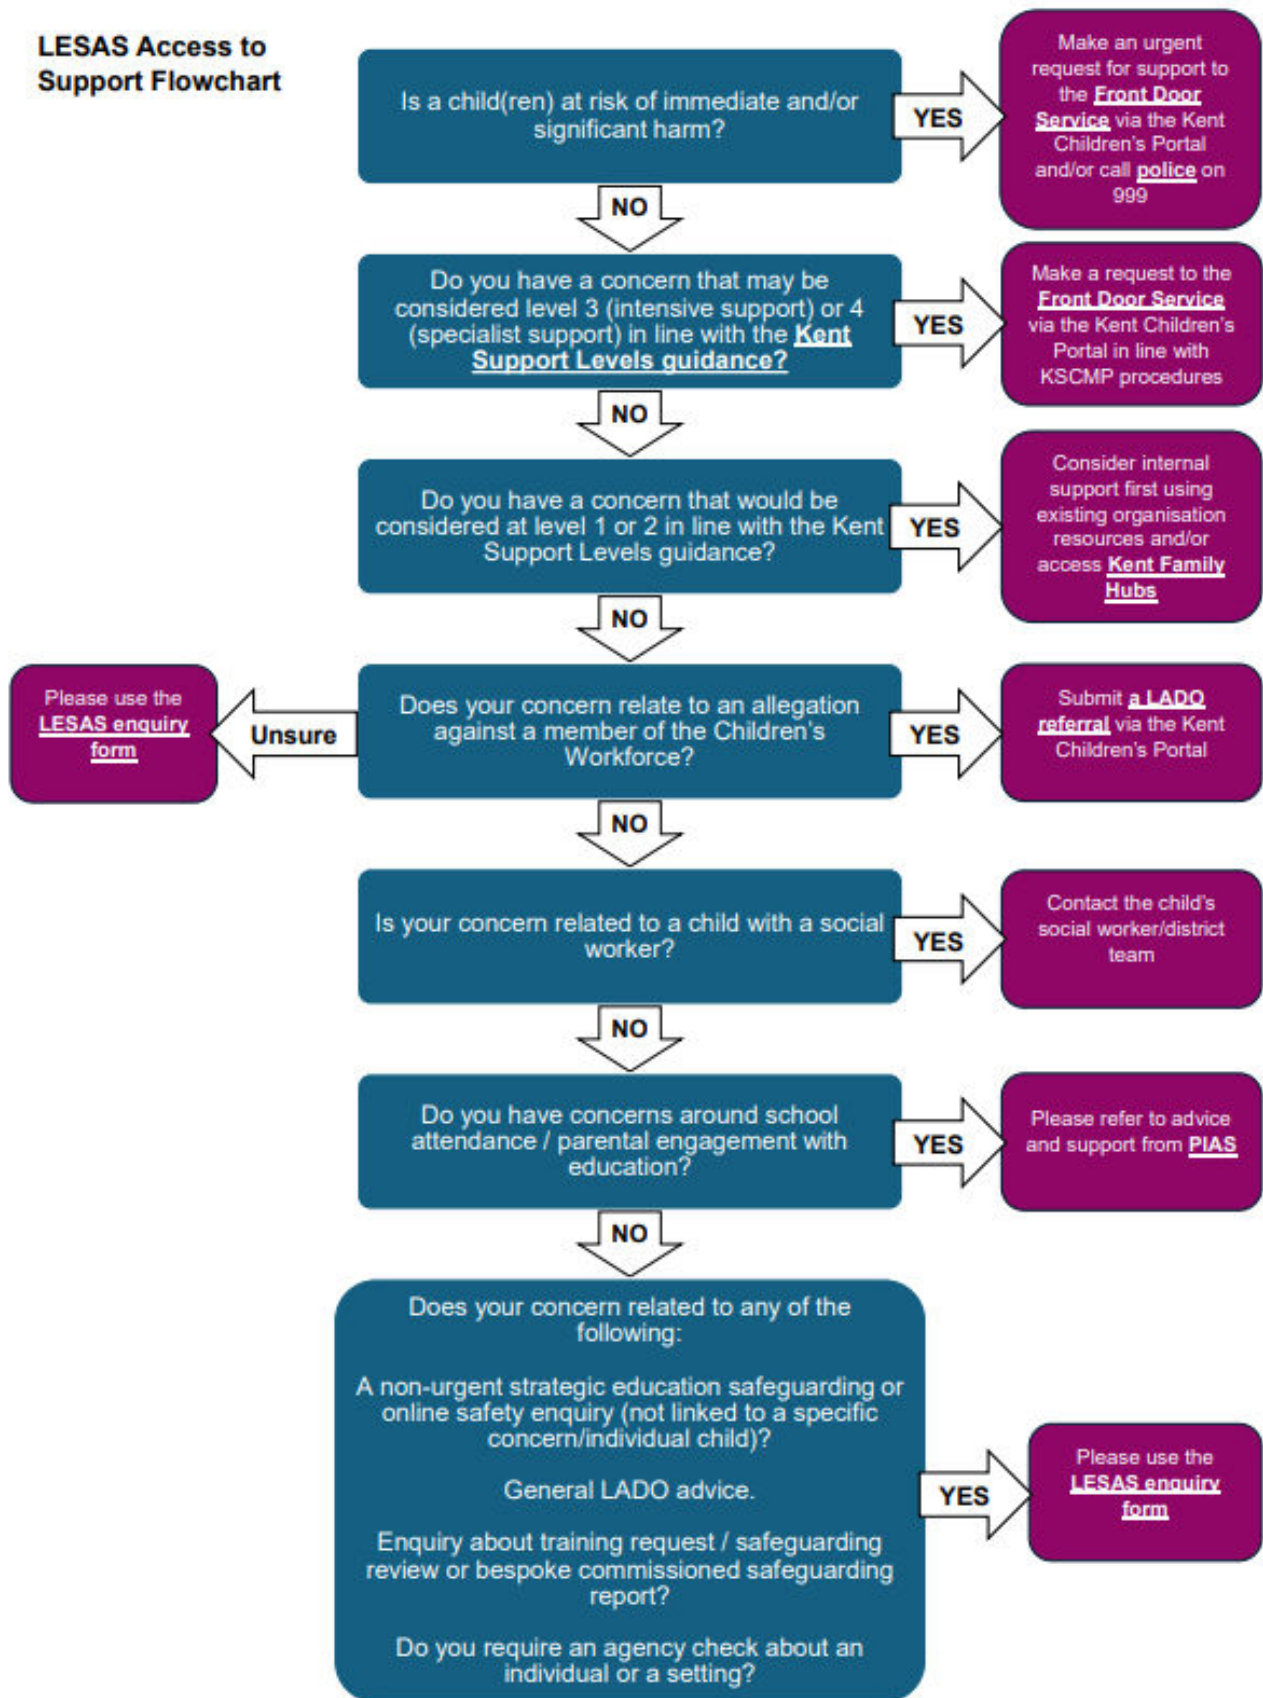 LESAS Access to
Support Flowchart
Is a child(ren) at risk of immediate and/or
significant harm?
YES
Make an urgent
request for support to
the Front Door
Service via the Kent
Children's Portal
and/or call police on
999
NO
Do you have a concern that may be
considered level 3 (intensive support) or 4
(specialist support) in line with the Kent
Support Levels guidance?
YES
Make a request to the
Front Door Service
via the Kent Children's
Portal in line with
KSCMP procedures
NO
Do you have a concern that would be
considered at level 1 or 2 in line with the Kent
Support Levels guidance?
YES
Consider internal
support first using
existing organisation
resources and/or
access Kent Family
Hubs
NO
Please use the
LESAS enquiry
form
Unsure
Does your concern relate to an allegation
against a member of the Children's
Workforce?
YES
Submit a LADO
referral via the Kent
Children's Portal
NO
Is your concern related to a child with a social
worker?
YES
Contact the child's
social worker/district
team
NO
Do you have concerns around school
attendance / parental engagement with
education?
YES
Please refer to advice
and support from PIAS
NO
Does your concern related to any of the
following:
A non-urgent strategic education safeguarding or
online safety enquiry (not linked to a specific
concern/individual child)?
General LADO advice.
Enquiry about training request / safeguarding
review or bespoke commissioned safeguarding
report?
Do you require an agency check about an
individual or a setting?
YES
Please use the
LESAS enquiry
form